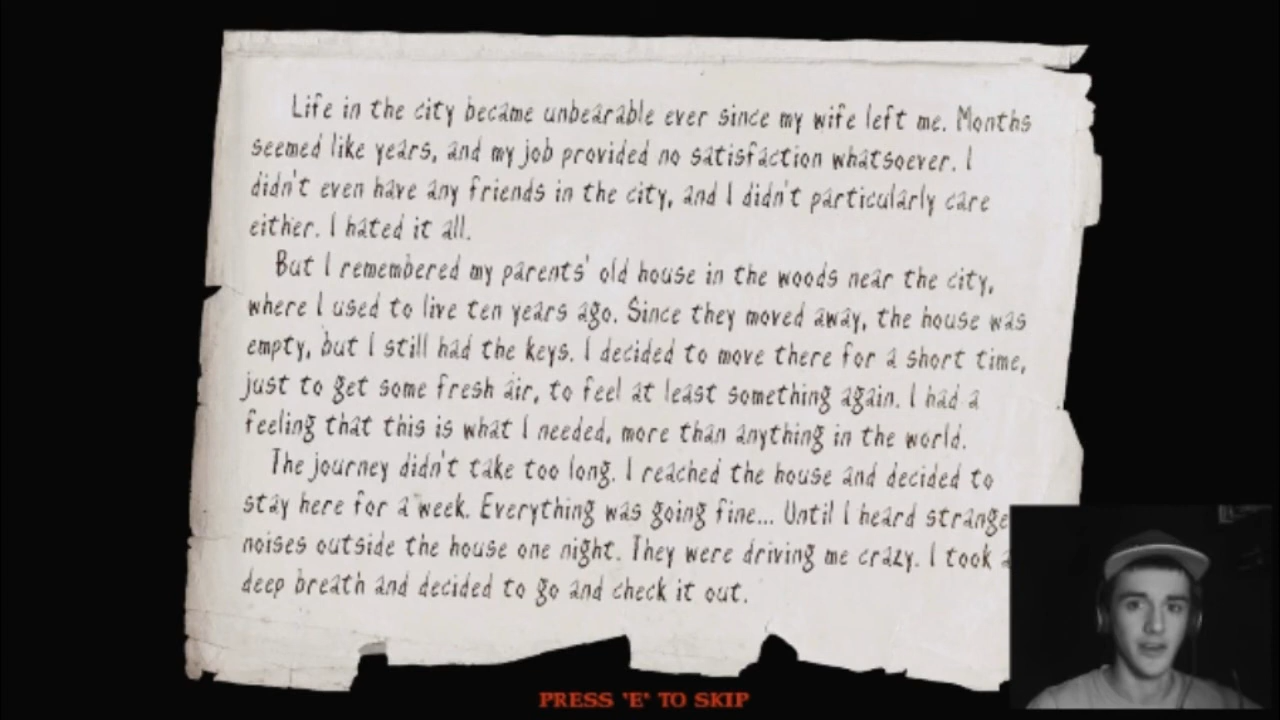 Life in the city became unbearable ever since my wife left me. Months
seemed like years, and my job provided no satisfaction whatsoever. I
didn't even have any friends in the city, and I didn't particularly care
either. I hated it all.
But I remembered my parents' old house in the woods near the city,
where I used to live ten years ago. Since they moved away, the house was
empty, but I still had the keys. I decided to move there for a short time,
just to get some fresh air, to feel at least something again. I had a
feeling that this is what I needed, more than anything in the world.
The journey didn't take too long. I reached the house and decided to
stay here for a week. Everything was going fine... Until I heard strange
noises outside the house one night. They were driving me crazy. I took a
deep breath and decided to go and check it out.
PRESS 'E' TO SKIP